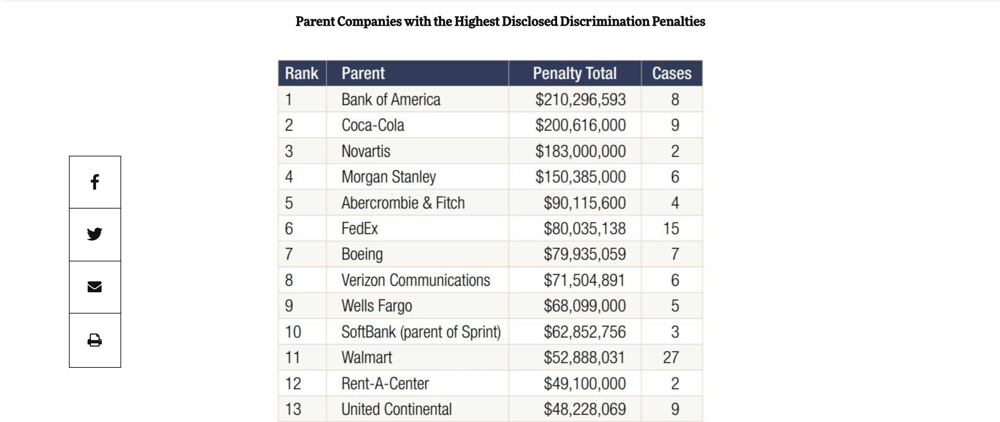 Parent Companies with the Highest Disclosed Discrimination Penalties
Rank Parent Penalty Total Cases
1 Bank of America $210,296,593 8
2 Coca-Cola $200,616,000 9
3 Novartis $183,000,000 2
4 Morgan Stanley $150,385,000 6
5 Abercrombie & Fitch $90,115,600 4
6 FedEx $80,035,138 15
7 Boeing $79,935,059 7
8 Verizon Communications $71,504,891 6
9 Wells Fargo $68,099,000 5
10 SoftBank (parent of Sprint) $62,852,756 3
11 Walmart $52,888,031 27
12 Rent-A-Center $49,100,000 2
13 United Continental $48,228,069 9